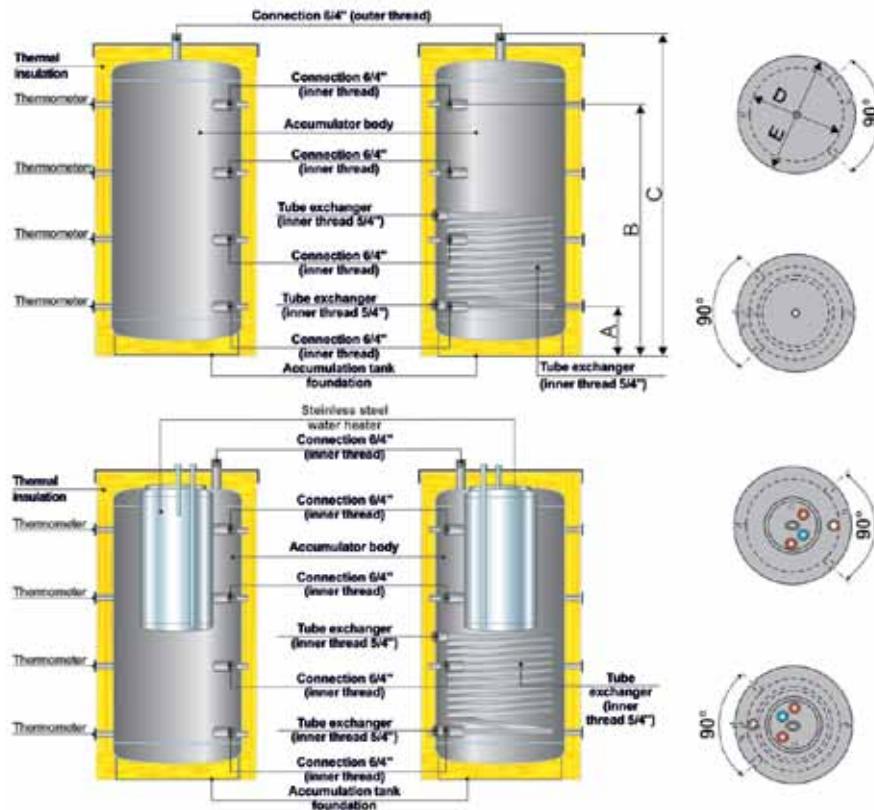 Connection 6/4" (outer thread)
Thermal
insulation
Thermometer
Thermometer
Thermometer
Thermometer
Connection 6/4"
(inner thread)
Accumulator body
Connection 6/4"
(inner thread)
Tube exchanger
(inner thread 5/4")
Connection 6/4"
(inner thread)
Tube exchanger
(inner thread 5/4")
Connection 6/4"
(inner thread)
Accumulation tank
foundation
Tube exchanger
(inner thread 5/4")
A
B
C
D
E
90°
90°
Steinless steel
water heater
Connection 6/4"
(inner thread)
Thermal
insulation
Thermometer
Thermometer
Thermometer
Thermometer
Connection 6/4"
(inner thread)
Accumulator body
Connection 6/4"
(inner thread)
Tube exchanger
(inner thread 5/4")
Connection 6/4"
(inner thread)
Tube exchanger
(inner thread 5/4")
Connection 6/4"
(inner thread)
Accumulation tank
foundation
Tube
exchanger
(inner
thread 5/4")
90°
90°